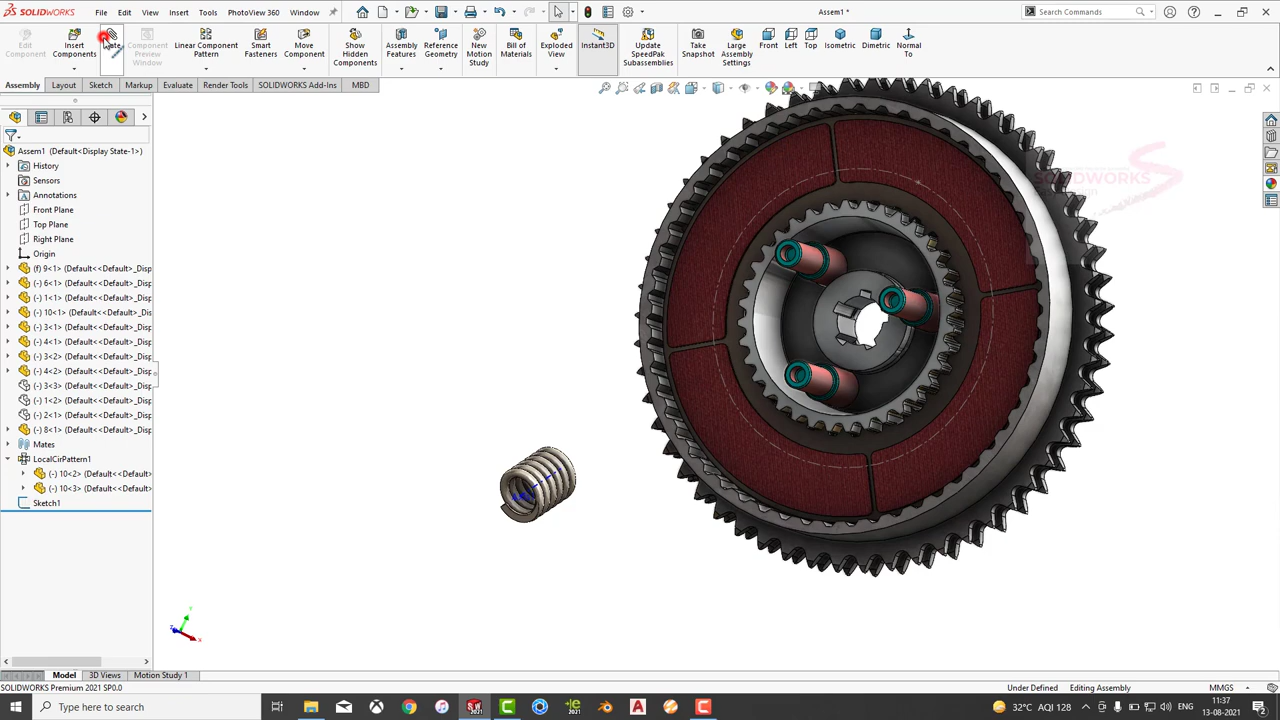 SOLIDWORKS File Edit View Insert Tools PhotoView 360 Window Assem1 * Search Commands
Edit Component
Insert Components
Component Preview Window
Linear Component Pattern
Smart Fasteners
Move Component
Show Hidden Components
Assembly Features
Reference Geometry
New Motion Study
Bill of Materials
Exploded View
Instant3D
Update SpeedPak Subassemblies
Take Snapshot
Large Assembly Settings
Front
Left
Top
Isometric
Dimetric
Normal To
Assembly Layout Sketch Markup Evaluate Render Tools SOLIDWORKS Add-Ins MBD
Assem1 (Default<Display State-1>)
History
Sensors
Annotations
Front Plane
Top Plane
Right Plane
Origin
(f) 9<1> (Default<<Default>_Disp
(-) 6<1> (Default<<Default>_Disp
(-) 1<1> (Default<<Default>_Disp
(-) 10<1> (Default<<Default>_Disp
(-) 3<1> (Default<<Default>_Disp
(-) 4<1> (Default<<Default>_Disp
(-) 3<2> (Default<<Default>_Disp
(-) 4<2> (Default<<Default>_Disp
(-) 3<3> (Default<<Default>_Disp
(-) 1<2> (Default<<Default>_Disp
(-) 2<1> (Default<<Default>_Disp
(-) 8<1> (Default<<Default>_Disp
Mates
LocalCirPattern1
(-) 10<2> (Default<<Default>
(-) 10<3> (Default<<Default>
Sketch1
SOLIDWORKS
Y
Z
X
Model 3D Views Motion Study 1
SOLIDWORKS Premium 2021 SP0.0 Under Defined Editing Assembly MMGS
Type here to search
32°C AQI 128 ENG 11:37
13-08-2021